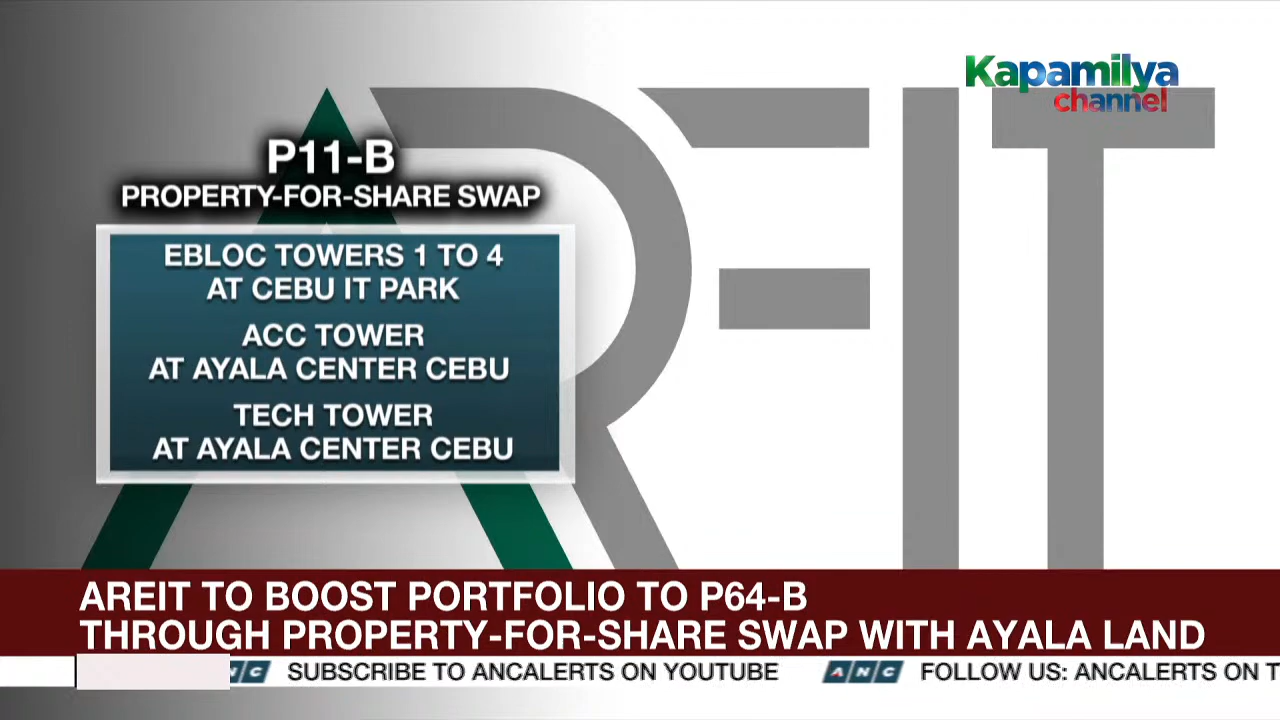 Kapamilya
channel
AREIT
P11-B
PROPERTY-FOR-SHARE SWAP
EBLOC TOWERS 1 TO 4
AT CEBU IT PARK
ACC TOWER
AT AYALA CENTER CEBU
TECH TOWER
AT AYALA CENTER CEBU
AREIT TO BOOST PORTFOLIO TO P64-B
THROUGH PROPERTY-FOR-SHARE SWAP WITH AYALA LAND
ANC SUBSCRIBE TO ANCALERTS ON YOUTUBE ANC FOLLOW US: ANCALERTS ON T